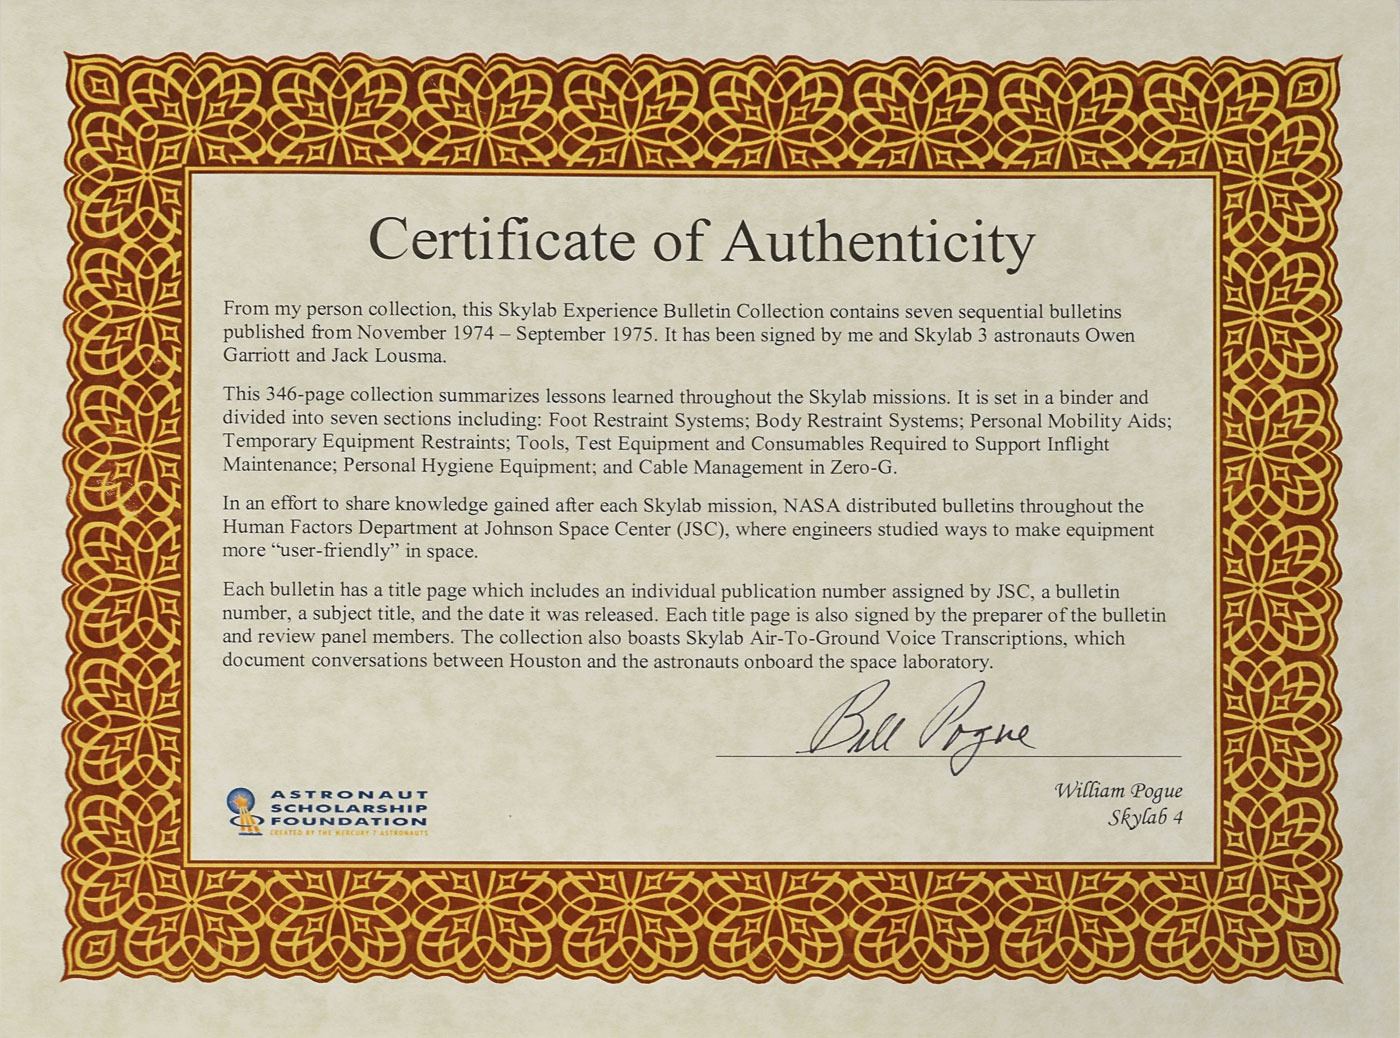 Certificate of Authenticity
From my person collection, this Skylab Experience Bulletin Collection contains seven sequential bulletins
published from November 1974 – September 1975. It has been signed by me and Skylab 3 astronauts Owen
Garriott and Jack Lousma.
This 346-page collection summarizes lessons learned throughout the Skylab missions. It is set in a binder and
divided into seven sections including: Foot Restraint Systems; Body Restraint Systems; Personal Mobility Aids;
Temporary Equipment Restraints; Tools, Test Equipment and Consumables Required to Support Inflight
Maintenance; Personal Hygiene Equipment; and Cable Management in Zero-G.
In an effort to share knowledge gained after each Skylab mission, NASA distributed bulletins throughout the
Human Factors Department at Johnson Space Center (JSC), where engineers studied ways to make equipment
more “user-friendly” in space.
Each bulletin has a title page which includes an individual publication number assigned by JSC, a bulletin
number, a subject title, and the date it was released. Each title page is also signed by the preparer of the bulletin
and review panel members. The collection also boasts Skylab Air-To-Ground Voice Transcriptions, which
document conversations between Houston and the astronauts onboard the space laboratory.
Bill Pogue
William Pogue
Skylab 4
ASTRONAUT
SCHOLARSHIP
FOUNDATION
CREATED BY THE MERCURY 7 ASTRONAUTS